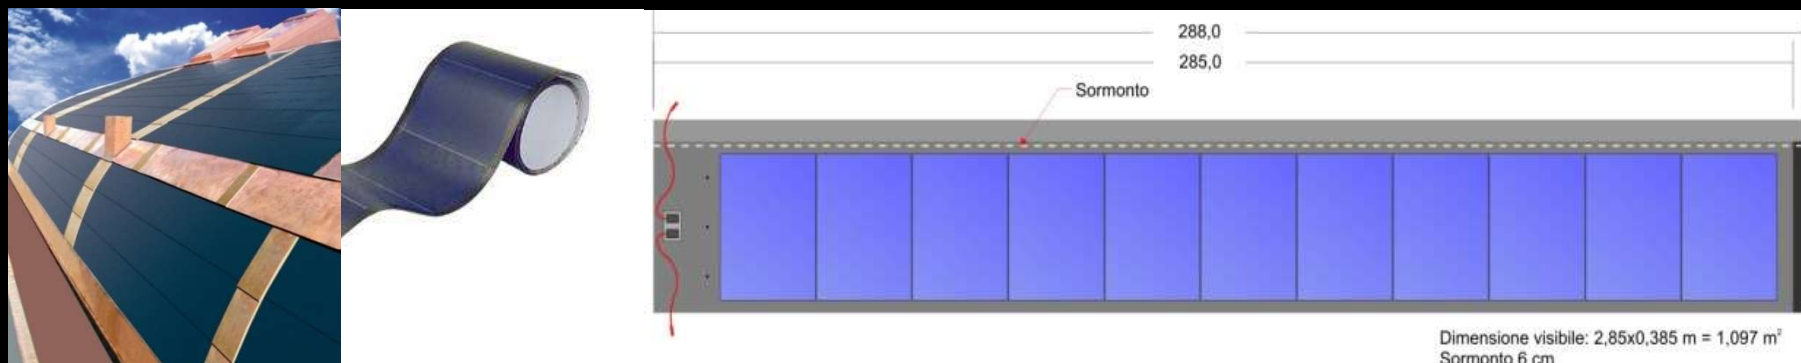 288,0
285,0
Sormonto
Dimensione visibile: 2,85x0,385 m = 1,097 m²
Sormonto 6 cm